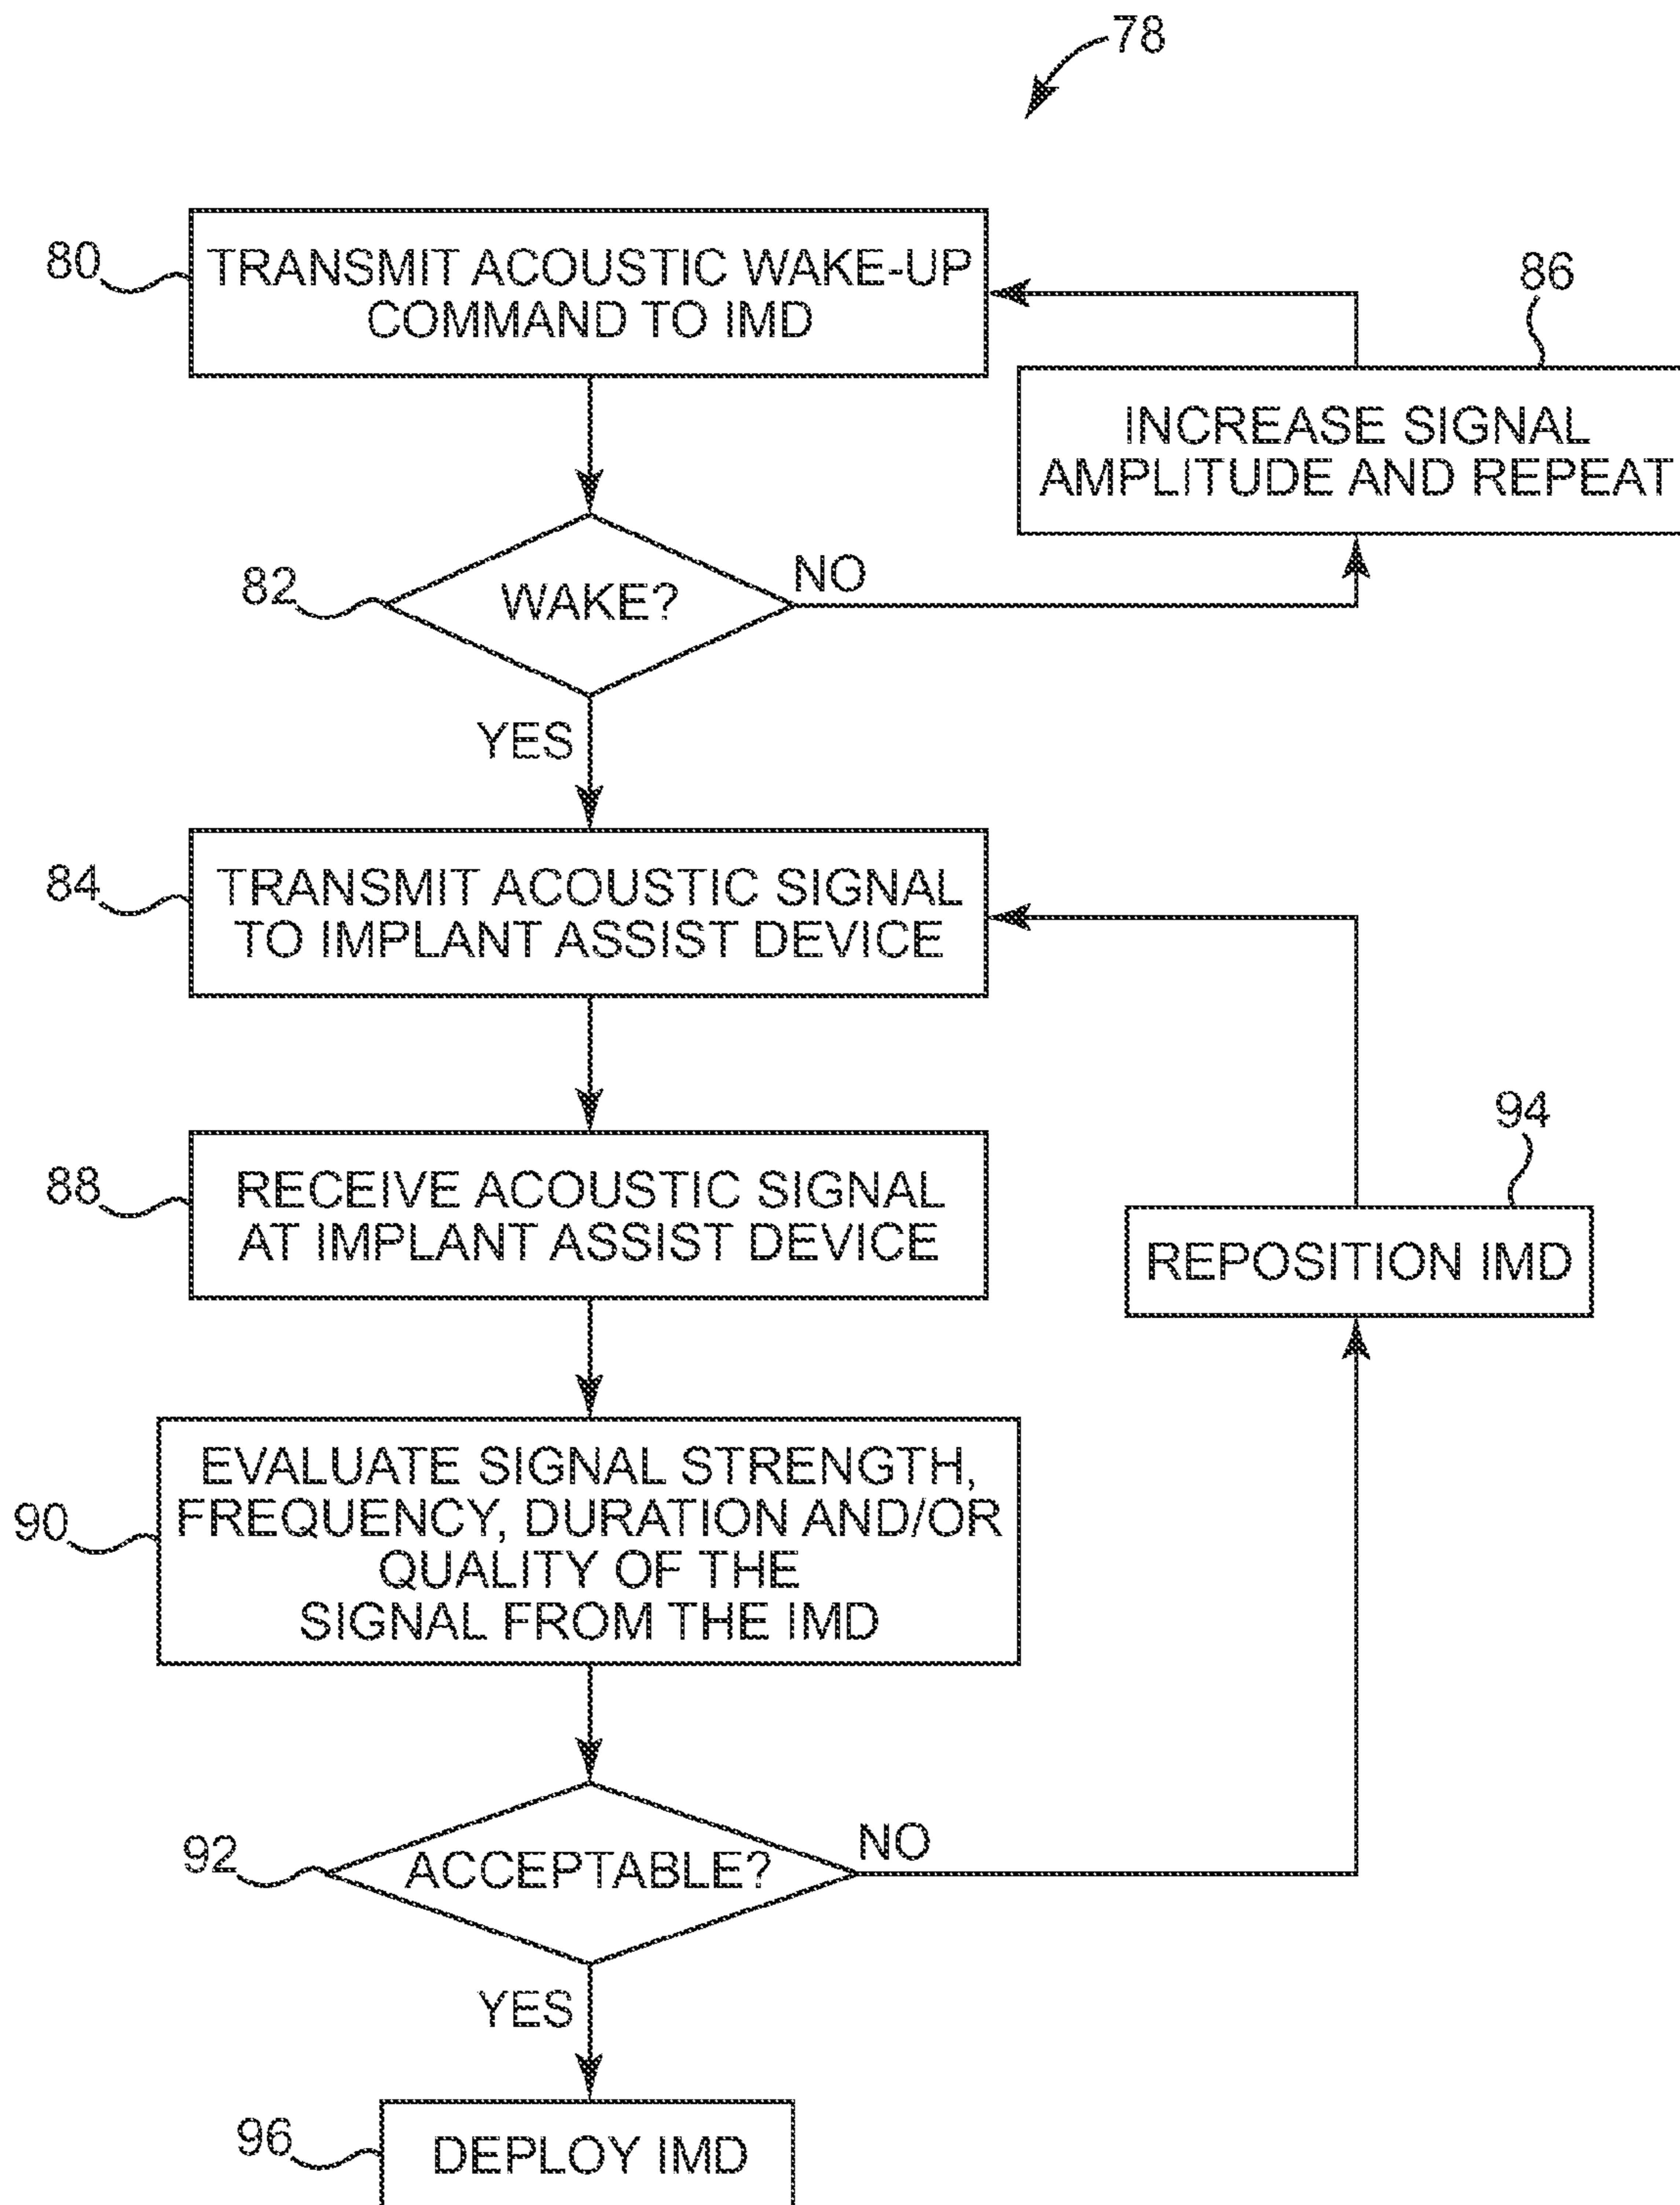 78
80
TRANSMIT ACOUSTIC WAKE-UP
COMMAND TO IMD
86
INCREASE SIGNAL
AMPLITUDE AND REPEAT
82
WAKE?
NO
YES
84
TRANSMIT ACOUSTIC SIGNAL
TO IMPLANT ASSIST DEVICE
88
RECEIVE ACOUSTIC SIGNAL
AT IMPLANT ASSIST DEVICE
94
REPOSITION IMD
90
EVALUATE SIGNAL STRENGTH,
FREQUENCY, DURATION AND/OR
QUALITY OF THE
SIGNAL FROM THE IMD
92
ACCEPTABLE?
NO
YES
96
DEPLOY IMD